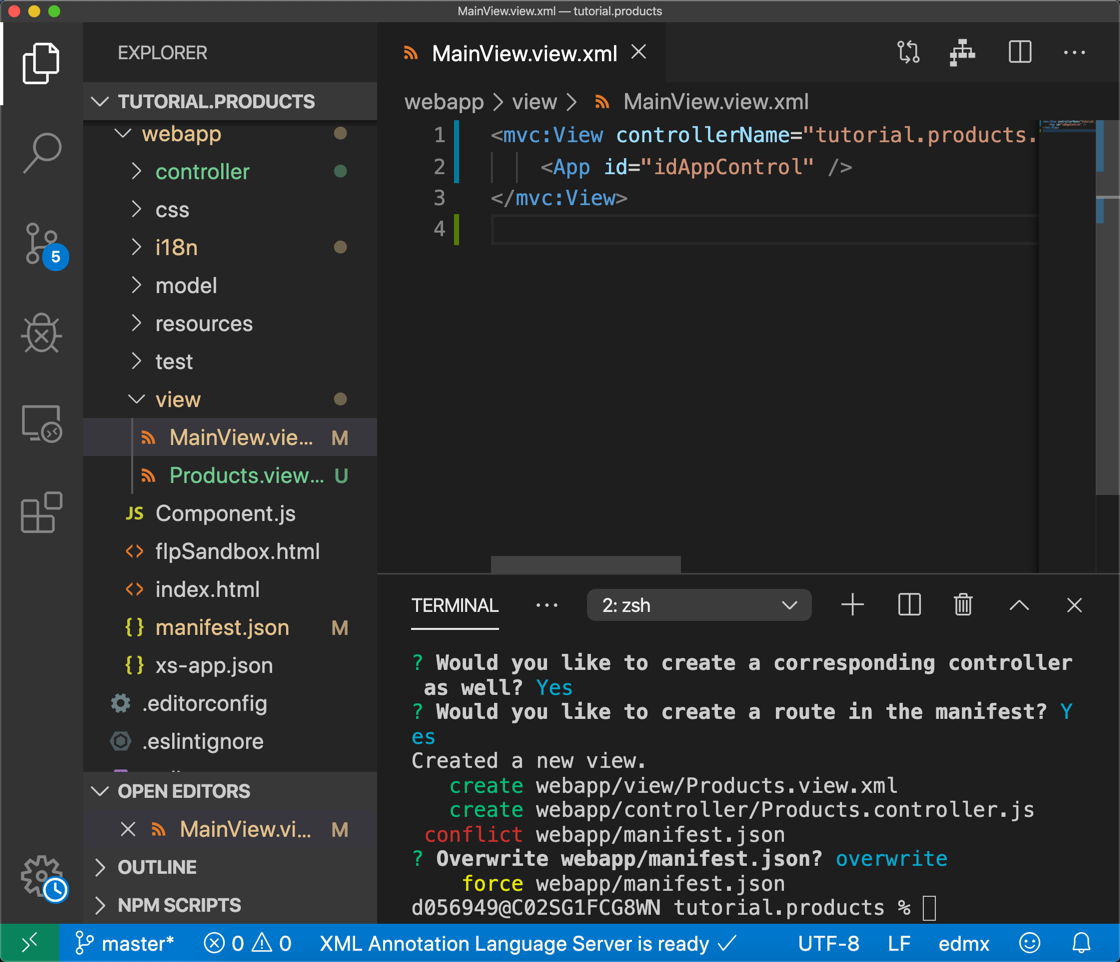 MainView.view.xml — tutorial.products
EXPLORER
TUTORIAL.PRODUCTS
webapp
controller
css
i18n
model
resources
test
view
MainView.vie... M
Products.view... U
JS Component.js
<> flpSandbox.html
<> index.html
{} manifest.json M
{} xs-app.json
.editorconfig
.eslintignore
OPEN EDITORS
MainView.vi... M
OUTLINE
NPM SCRIPTS
5
MainView.view.xml
webapp > view > MainView.view.xml
1 <mvc:View controllerName="tutorial.products.
2 <App id="idAppControl" />
3 </mvc:View>
4
TERMINAL ... 2: zsh
? Would you like to create a corresponding controller
as well? Yes
? Would you like to create a route in the manifest? Y
es
Created a new view.
create webapp/view/Products.view.xml
create webapp/controller/Products.controller.js
conflict webapp/manifest.json
? Overwrite webapp/manifest.json? overwrite
force webapp/manifest.json
d056949@C02SG1FCG8WN tutorial.products %
master* 0 0 XML Annotation Language Server is ready ✓ UTF-8 LF edmx